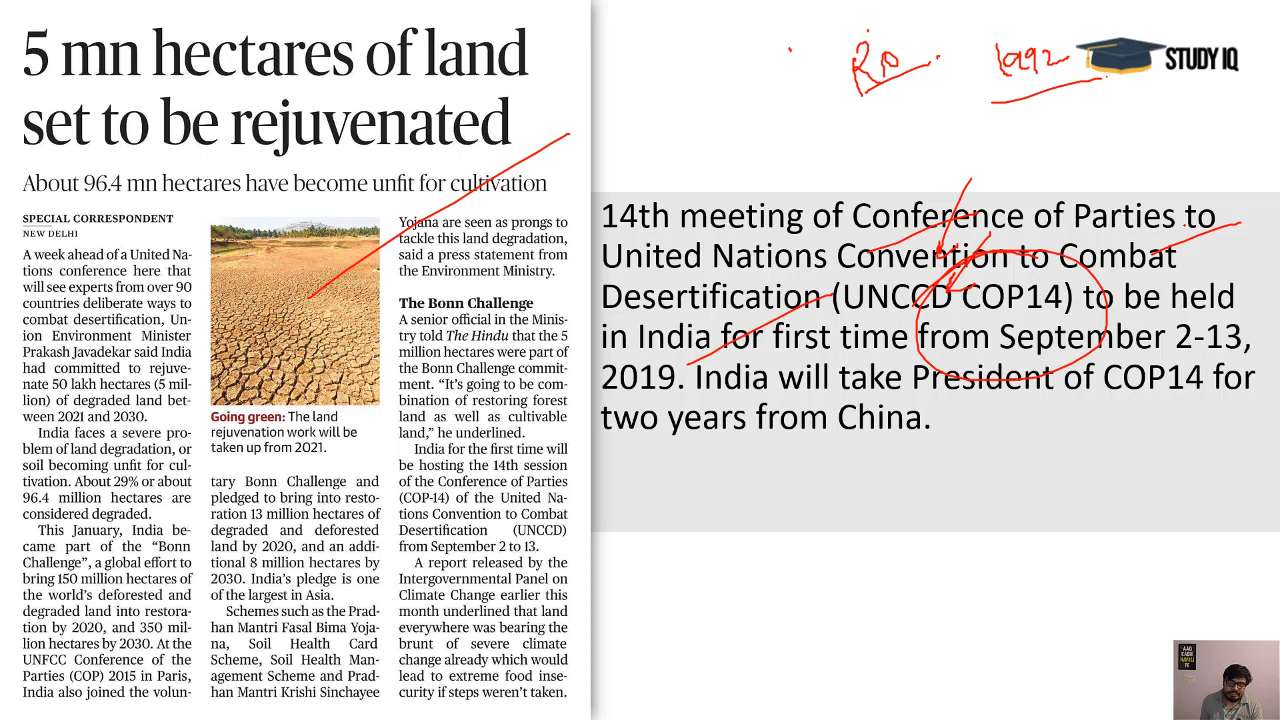 5 mn hectares of land
set to be rejuvenated
About 96.4 mn hectares have become unfit for cultivation
SPECIAL CORRESPONDENT
NEW DELHI
A week ahead of a United Na-
tions conference here that
will see experts from over 90
countries deliberate ways to
combat desertification, Un-
ion Environment Minister
Prakash Javadekar said India
had committed to rejuve-
nate 50 lakh hectares (5 mil-
lion) of degraded land bet-
ween 2021 and 2030.
India faces a severe pro-
blem of land degradation, or
soil becoming unfit for cul-
tivation. About 29% or about
96.4 million hectares are
considered degraded.
This January, India be-
came part of the “Bonn
Challenge”, a global effort to
bring 150 million hectares of
the world’s deforested and
degraded land into restora-
tion by 2020, and 350 mil-
lion hectares by 2030. At the
UNFCC Conference of the
Parties (COP) 2015 in Paris,
India also joined the volun-
Going green: The land
rejuvenation work will be
taken up from 2021.
tary Bonn Challenge and
pledged to bring into resto-
ration 13 million hectares of
degraded and deforested
land by 2020, and an addi-
tional 8 million hectares by
2030. India’s pledge is one
of the largest in Asia.
Schemes such as the Prad-
han Mantri Fasal Bima Yoja-
na, Soil Health Card
Scheme, Soil Health Man-
agement Scheme and Prad-
han Mantri Krishi Sinchayee
Yojana are seen as prongs to
tackle this land degradation,
said a press statement from
the Environment Ministry.
The Bonn Challenge
A senior official in the Minis-
try told The Hindu that the 5
million hectares were part of
the Bonn Challenge commit-
ment. “It’s going to be com-
bination of restoring forest
land as well as cultivable
land,” he underlined.
India for the first time will
be hosting the 14th session
of the Conference of Parties
(COP-14) of the United Na-
tions Convention to Combat
Desertification (UNCCD)
from September 2 to 13.
A report released by the
Intergovernmental Panel on
Climate Change earlier this
month underlined that land
everywhere was bearing the
brunt of severe climate
change already which would
lead to extreme food inse-
curity if steps weren’t taken.
Rio 1992
STUDY IQ
14th meeting of Conference of Parties to
United Nations Convention to Combat
Desertification (UNCCD COP14) to be held
in India for first time from September 2-13,
2019. India will take President of COP14 for
two years from China.